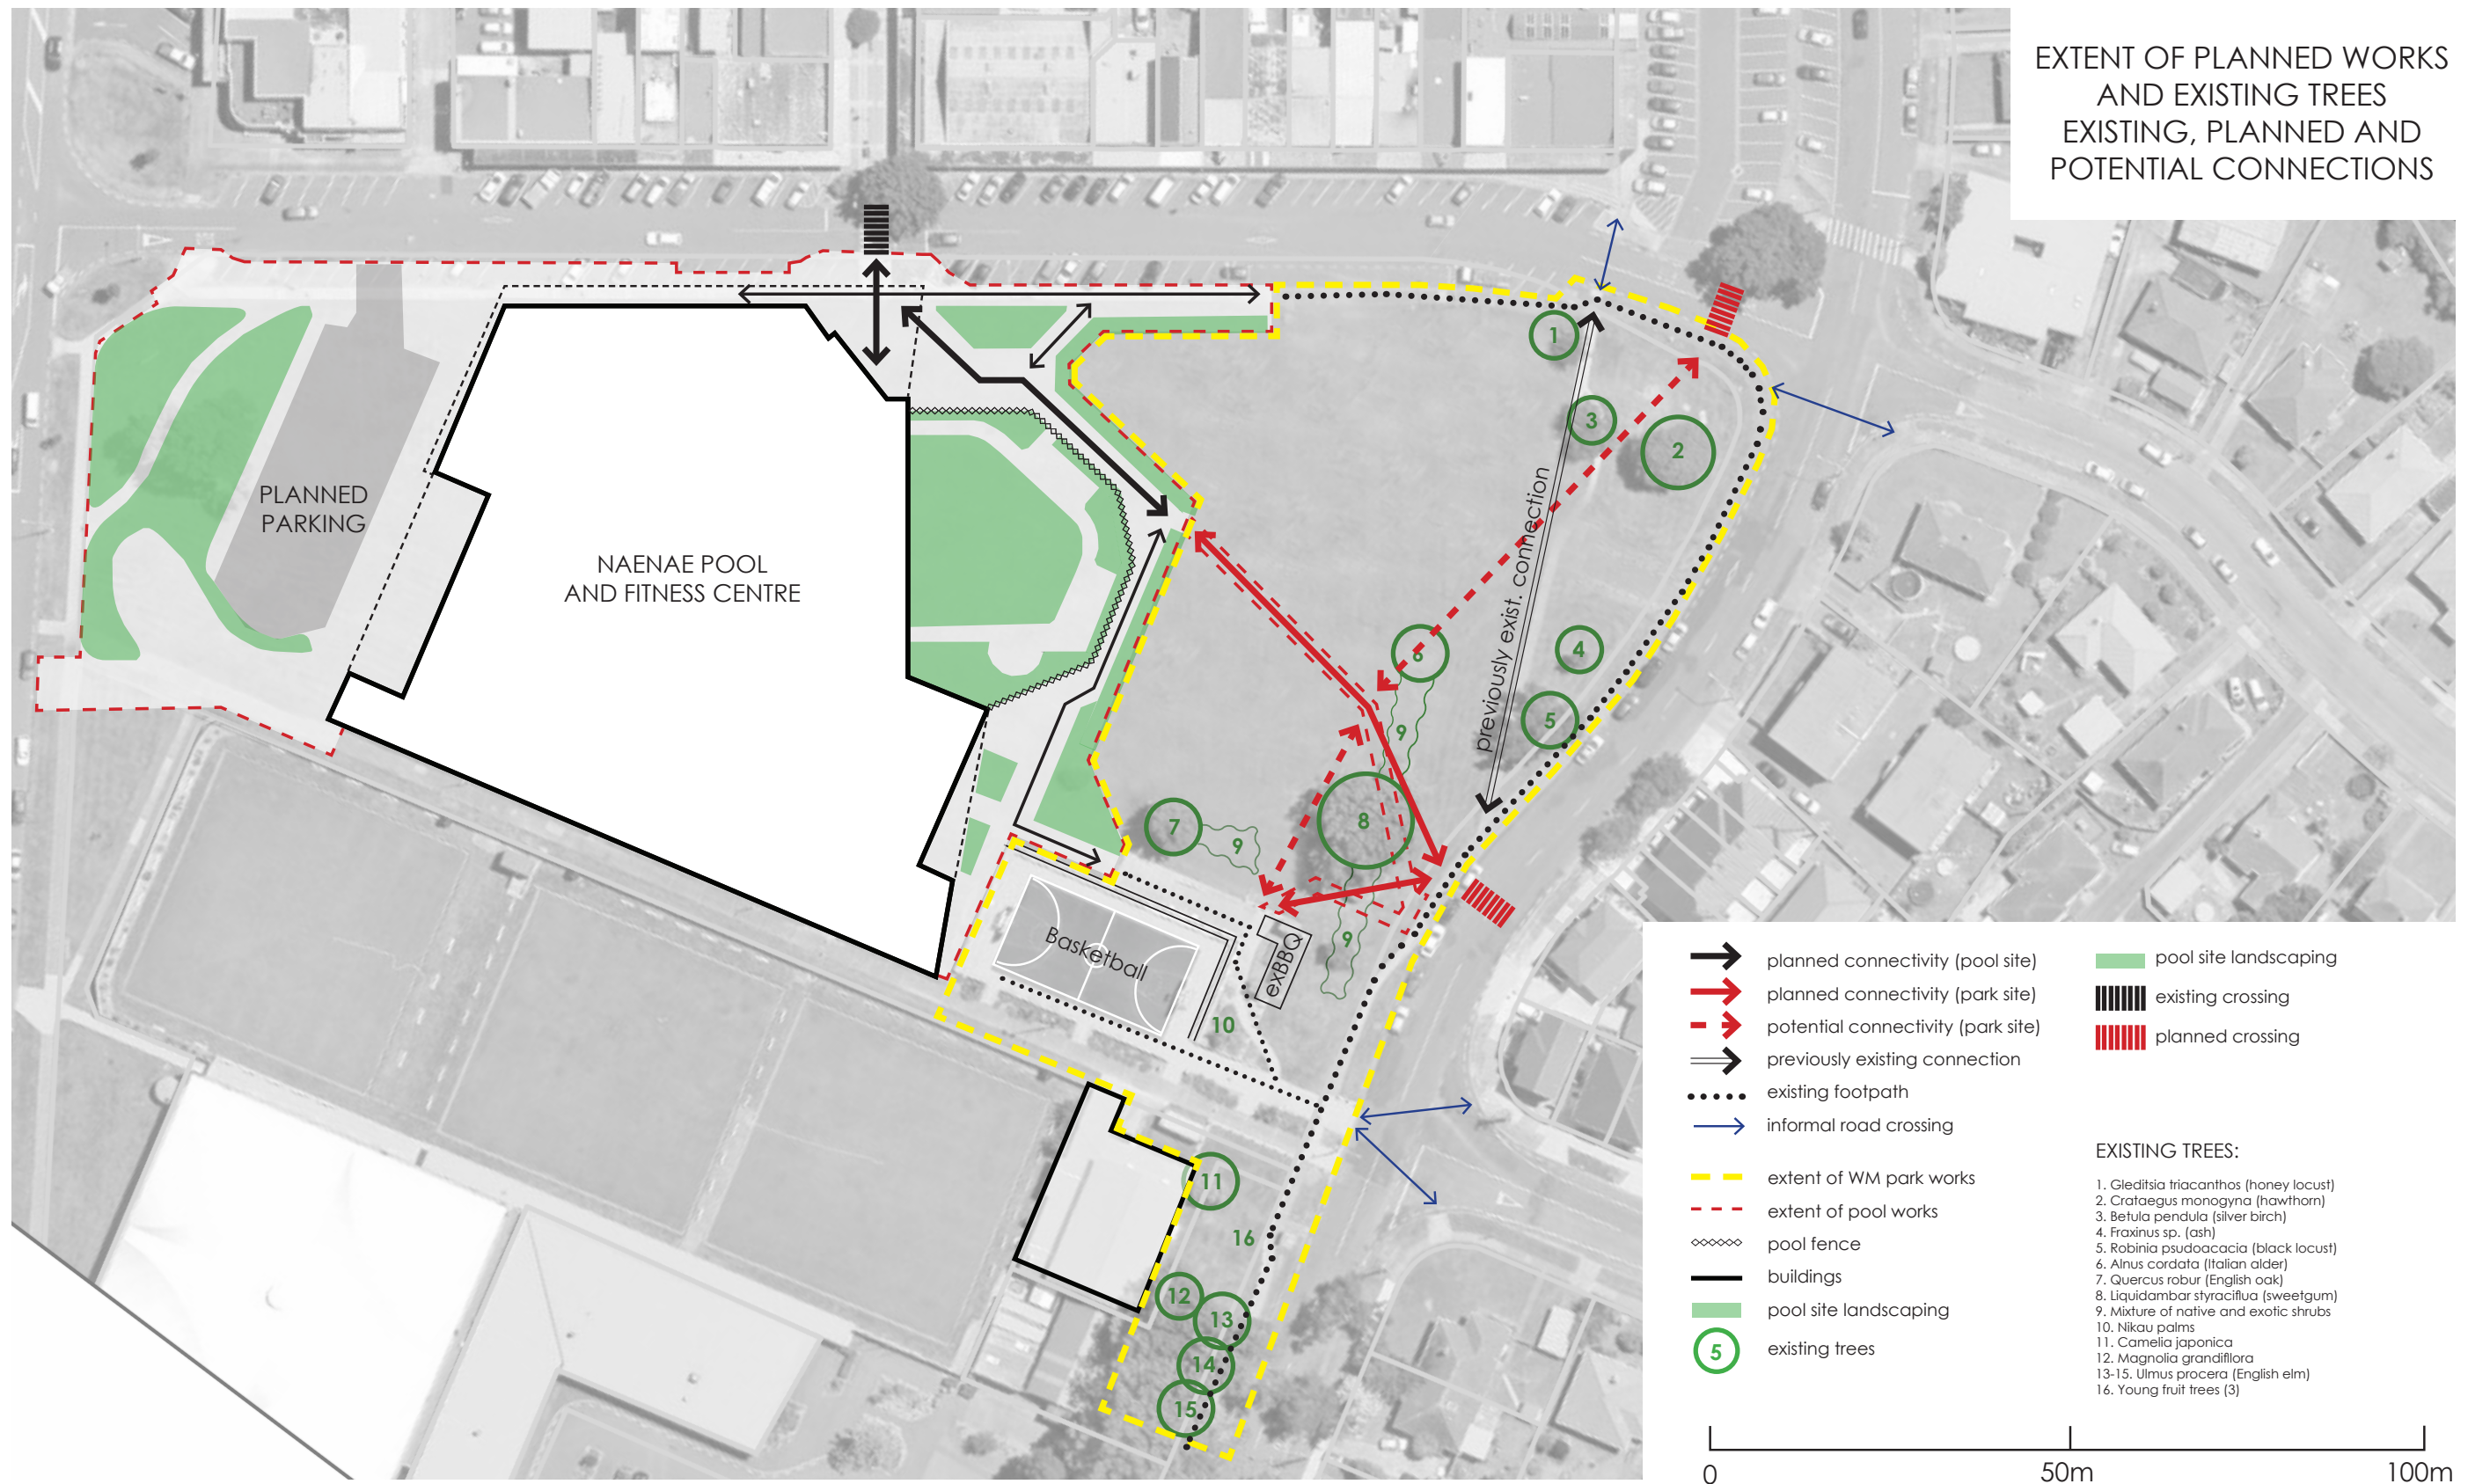 EXTENT OF PLANNED WORKS
AND EXISTING TREES
EXISTING, PLANNED AND
POTENTIAL CONNECTIONS
1
3
2
PLANNED
PARKING
NAENAE POOL
AND FITNESS CENTRE
previously exist. connection
6
4
5
9
7
9
8
Basketball
exBBQ
9
10
11
16
12
13
14
15
planned connectivity (pool site)
planned connectivity (park site)
potential connectivity (park site)
previously existing connection
existing footpath
informal road crossing
extent of WM park works
extent of pool works
pool fence
buildings
pool site landscaping
5
existing trees
pool site landscaping
existing crossing
planned crossing
EXISTING TREES:
1. Gleditsia triacanthos (honey locust)
2. Crataegus monogyna (hawthorn)
3. Betula pendula (silver birch)
4. Fraxinus sp. (ash)
5. Robinia psudoacacia (black locust)
6. Alnus cordata (Italian alder)
7. Quercus robur (English oak)
8. Liquidambar styraciflua (sweetgum)
9. Mixture of native and exotic shrubs
10. Nikau palms
11. Camelia japonica
12. Magnolia grandiflora
13-15. Ulmus procera (English elm)
16. Young fruit trees (3)
0
50m
100m